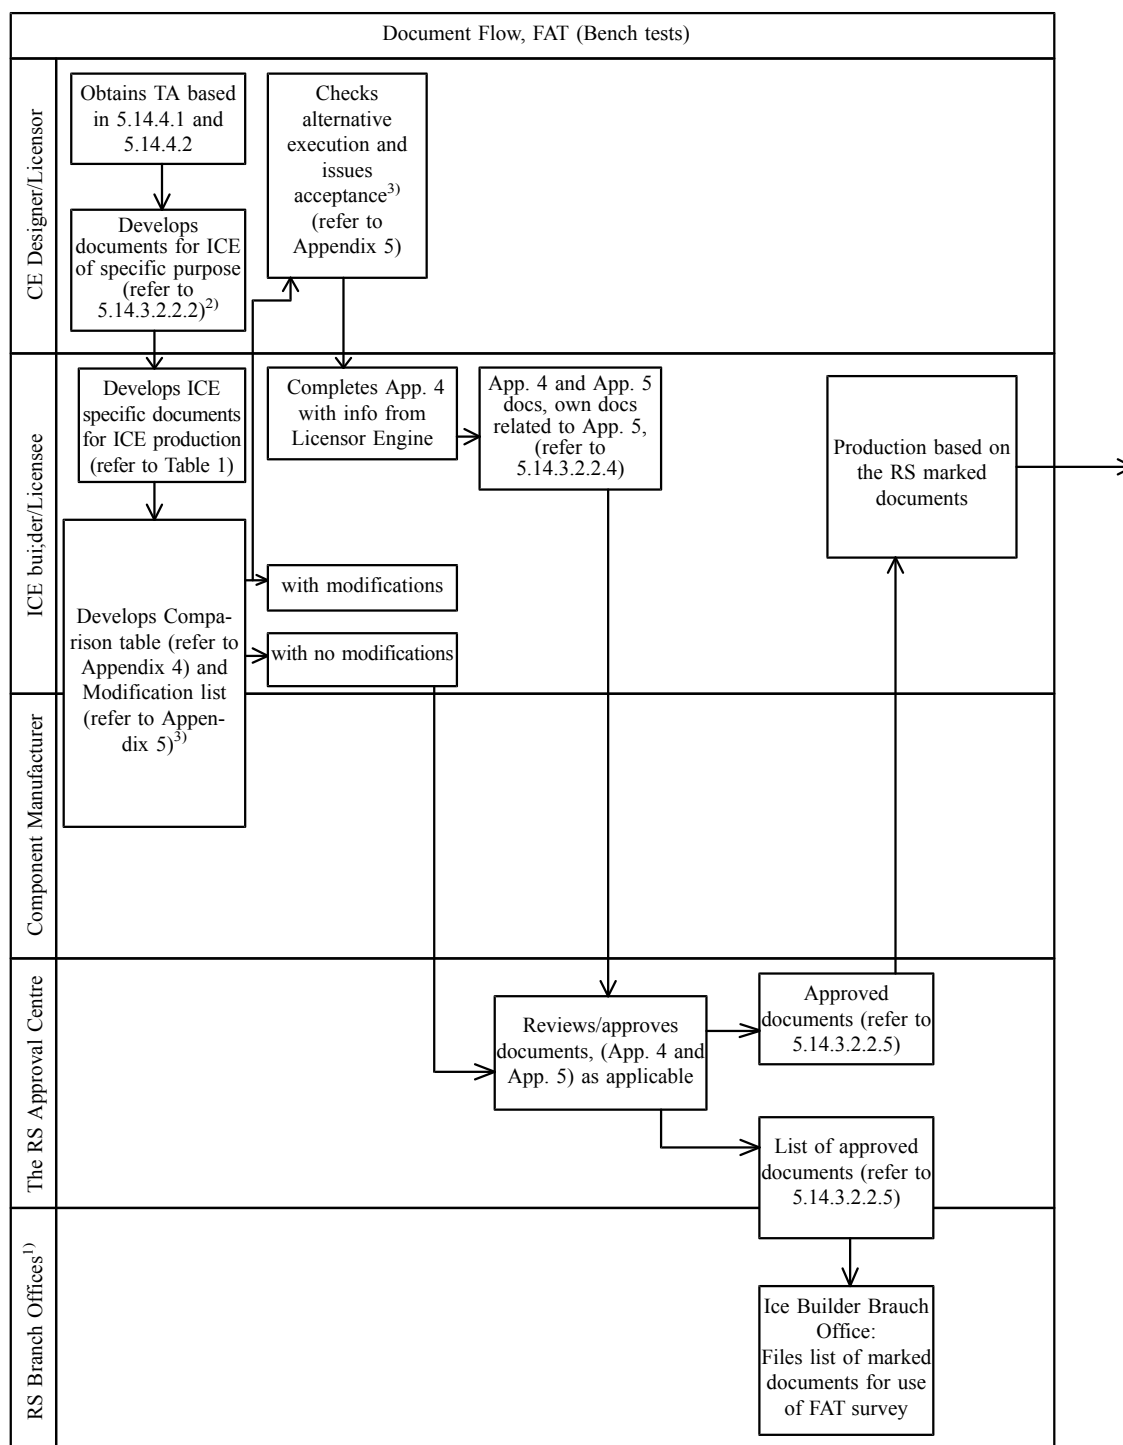 Document Flow, FAT (Bench tests)
CE Designer/Licensor
Obtains TA based
in 5.14.4.1 and
5.14.4.2
Develops
documents for ICE
of specific purpose
(refer to
5.14.3.2.2.2)2)
Checks
alternative
execution and
issues
acceptance3)
(refer to
Appendix 5)
ICE bui;der/Licensee
Develops ICE
specific documents
for ICE production
(refer to Table 1)
Completes App. 4
with info from
Licensor Engine
App. 4 and App. 5
docs, own docs
related to App. 5,
(refer to
5.14.3.2.2.4)
Production based on
the RS marked
documents
with modifications
with no modifications
Develops Compa-
rison table (refer to
Appendix 4) and
Modification list
(refer to Appen-
dix 5)3)
Component Manufacturer
The RS Approval Centre
Reviews/approves
documents, (App. 4 and
App. 5) as applicable
Approved
documents (refer to
5.14.3.2.2.5)
List of approved
documents (refer to
5.14.3.2.2.5)
RS Branch Offices1)
Ice Builder Brauch
Office:
Files list of marked
documents for use
of FAT survey